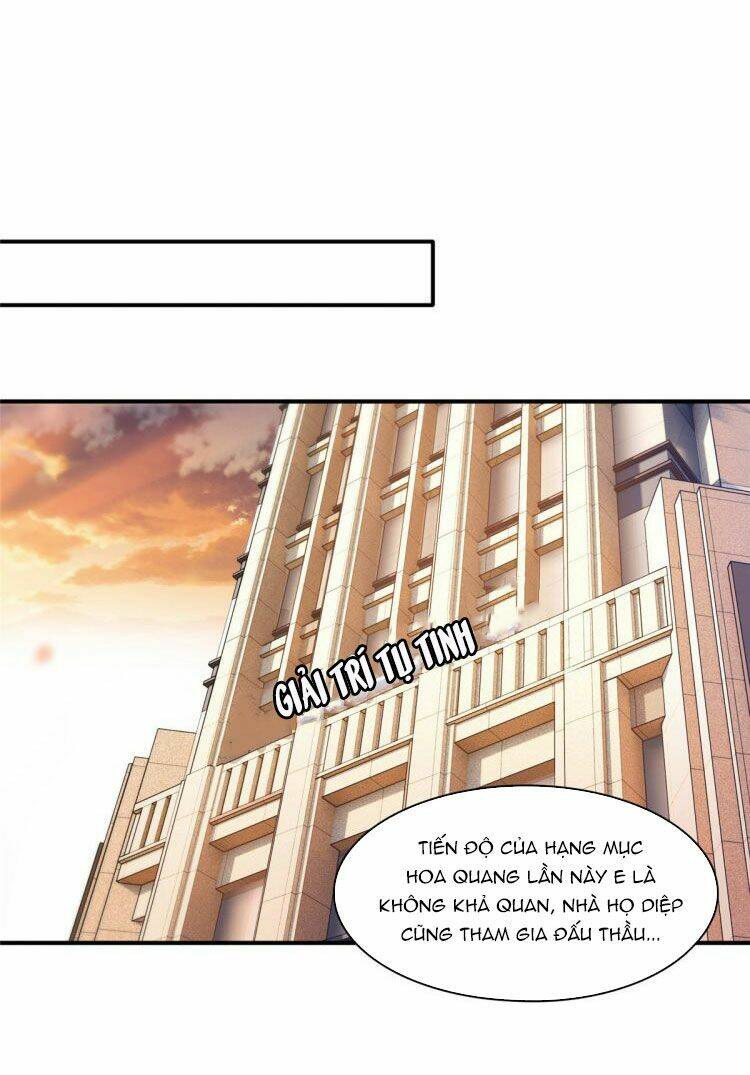 GIẢI TRÍ TỤ TINH
TIẾN ĐỘ CỦA HẠNG MỤC
HOA QUANG LẦN NÀY E LÀ
KHÔNG KHẢ QUAN, NHÀ HỌ DIỆP
CŨNG THAM GIA ĐẤU THẦU...